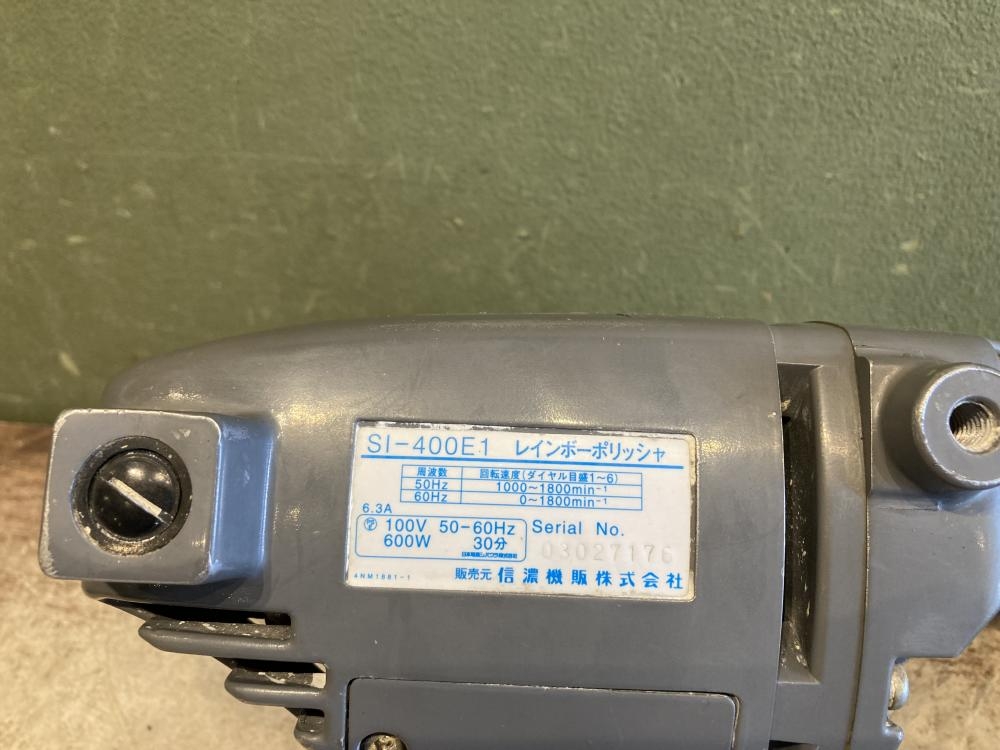 SI-400E1 レインボーポリッシャ
周波数 回転速度(ダイヤル目盛1~6)
50Hz 1000~1800min⁻¹
60Hz 0~1800min⁻¹
6.3A
100V 50-60Hz Serial No.
600W 30分 03027176
4NM1881-1 販売元 信濃機販株式会社